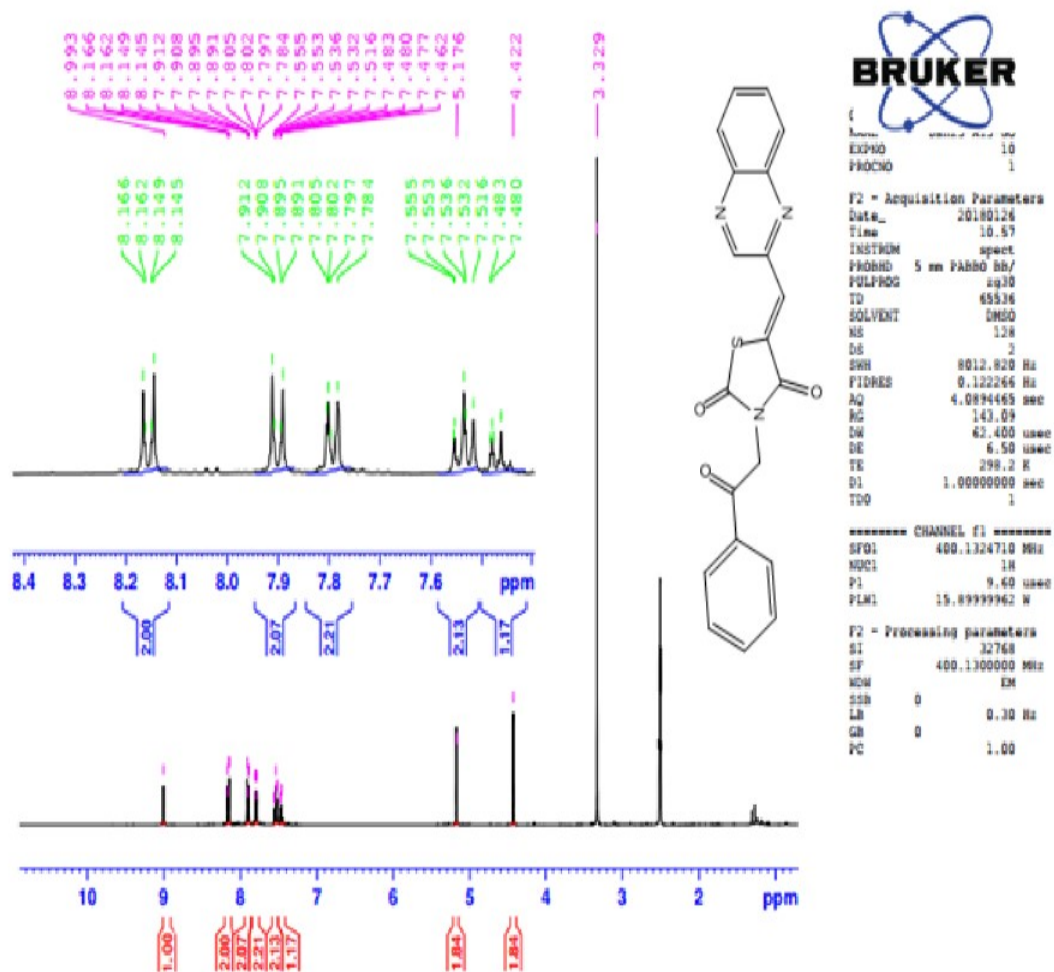 8.993
8.166
8.162
8.149
8.145
7.912
7.908
7.895
7.891
7.805
7.802
7.797
7.784
7.555
7.553
7.536
7.532
7.516
7.483
7.480
7.477
7.462
5.176
4.422
3.329
BRUKER
EXPNO 10
PROCNO 1
F2 - Acquisition Parameters
Date_ 20180126
Time 10.57
INSTRUM spect
PROBHD 5 mm PABBO BB/
PULPROG zg30
TD 65536
SOLVENT DMSO
NS 128
DS 2
SWH 8012.820 Hz
FIDRES 0.122266 Hz
AQ 4.0894465 sec
RG 143.09
DW 62.400 usec
DE 6.50 usec
TE 298.2 K
D1 1.00000000 sec
TD0 1
======== CHANNEL f1 ========
SFO1 400.1324710 MHz
NUC1 1H
P1 9.60 usec
PLW1 15.89999962 W
F2 - Processing parameters
SI 32768
SF 400.1300000 MHz
WDW EM
SSB 0
LB 0.30 Hz
GB 0
PC 1.00
8.166
8.162
8.149
8.145
7.912
7.908
7.895
7.891
7.805
7.802
7.797
7.784
7.555
7.553
7.536
7.532
7.516
7.483
7.480
8.4 8.3 8.2 8.1 8.0 7.9 7.8 7.7 7.6 ppm
2.00 2.07 2.21 2.13 1.17
N N
S
O O
N
O
10 9 8 7 6 5 4 3 2 ppm
1.00 2.00 2.07 2.21 2.13 1.17 1.84 1.84